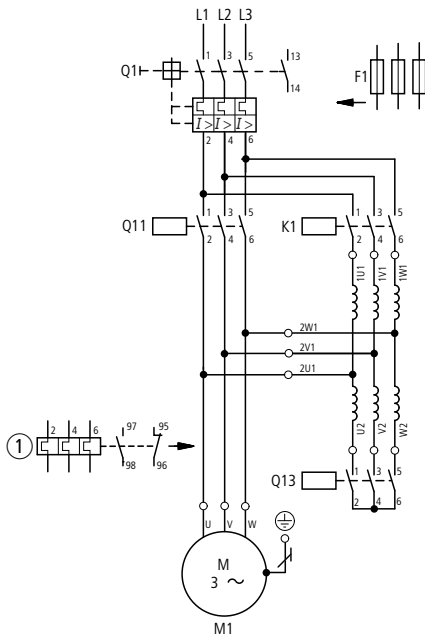 L1 L2 L3
Q1
1 3 5
13
14
F1
I> I> I>
2 4 6
Q11
1 3 5
2 4 6
K1
1 3 5
2 4 6
1U1 1V1 1W1
2W1
2V1
2U1
U2 V2 W2
1
2 4 6
97 95
98 96
Q13
1 3 5
2 4 6
U V W
M
3 ~
M1